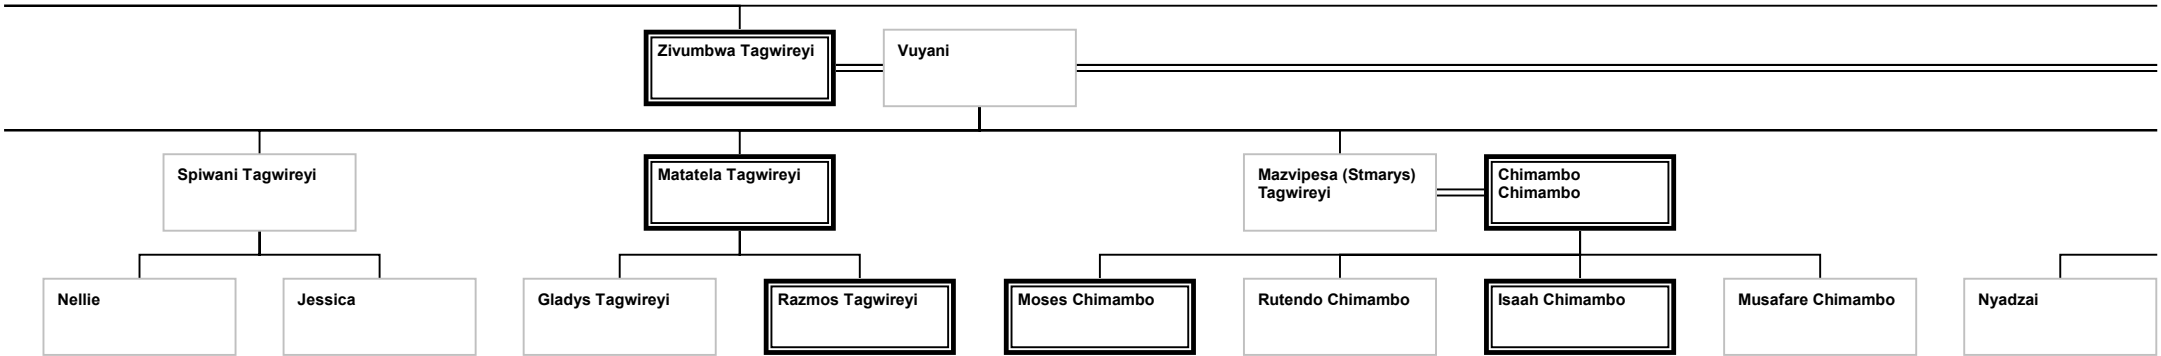 Zivumbwa Tagwireyi
Vuyani
Spiwani Tagwireyi
Matatela Tagwireyi
Mazvipesa (Stmarys)
Tagwireyi
Chimambo
Chimambo
Nellie
Jessica
Gladys Tagwireyi
Razmos Tagwireyi
Moses Chimambo
Rutendo Chimambo
Isaah Chimambo
Musafare Chimambo
Nyadzai